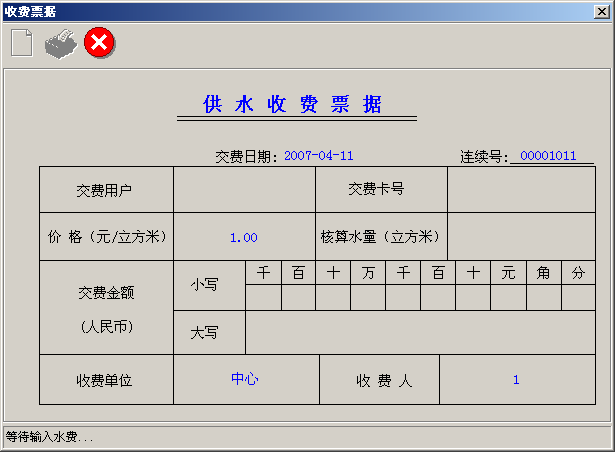 收费票据
供 水 收 费 票 据
交费日期: 2007-04-11 连续号: 00001011
交费用户 交费卡号
价 格（元/立方米） 1.00 核算水量（立方米）
交费金额 (人民币) 小写 千 百 十 万 千 百 十 元 角 分
大写
收费单位 中心 收 费 人 1
等待输入水费...